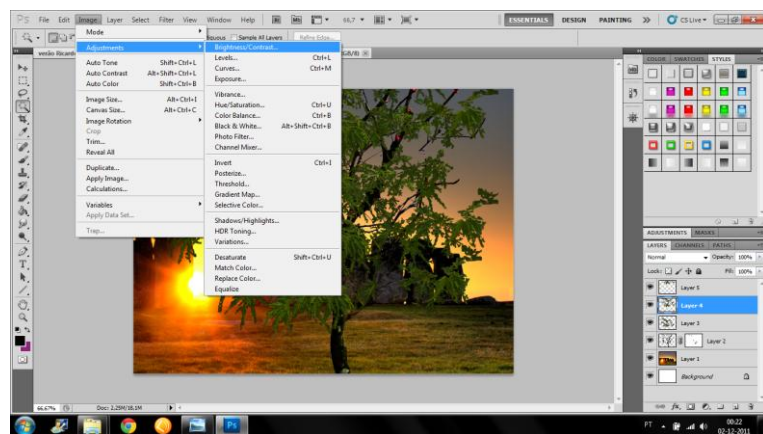 PS File Edit Image Layer Select Filter View Window Help 66,7 ESSENTIALS DESIGN PAINTING CS Live
Sample All Layers Refine Edge...
Mode
Adjustments
Auto Tone Shift+Ctrl+L
Auto Contrast Alt+Shift+Ctrl+L
Auto Color Shift+Ctrl+B
Image Size... Alt+Ctrl+I
Canvas Size... Alt+Ctrl+C
Image Rotation
Crop
Trim...
Reveal All
Duplicate...
Apply Image...
Calculations...
Variables
Apply Data Set...
Trap...
Brightness/Contrast...
Levels... Ctrl+L
Curves... Ctrl+M
Exposure...
Vibrance...
Hue/Saturation... Ctrl+U
Color Balance... Ctrl+B
Black & White... Alt+Shift+Ctrl+B
Photo Filter...
Channel Mixer...
Invert Ctrl+I
Posterize...
Threshold...
Gradient Map...
Selective Color...
Shadows/Highlights...
HDR Toning...
Variations...
Desaturate Shift+Ctrl+U
Match Color...
Replace Color...
Equalize
COLOR SWATCHES STYLES
ADJUSTMENTS MASKS
LAYERS CHANNELS PATHS
Normal Opacity: 100%
Lock: Fill: 100%
Layer 5
Layer 4
Layer 3
Layer 2
Layer 1
Background
66,67% Doc: 2,25M/18,1M
Ps PT 00:22
02-12-2011